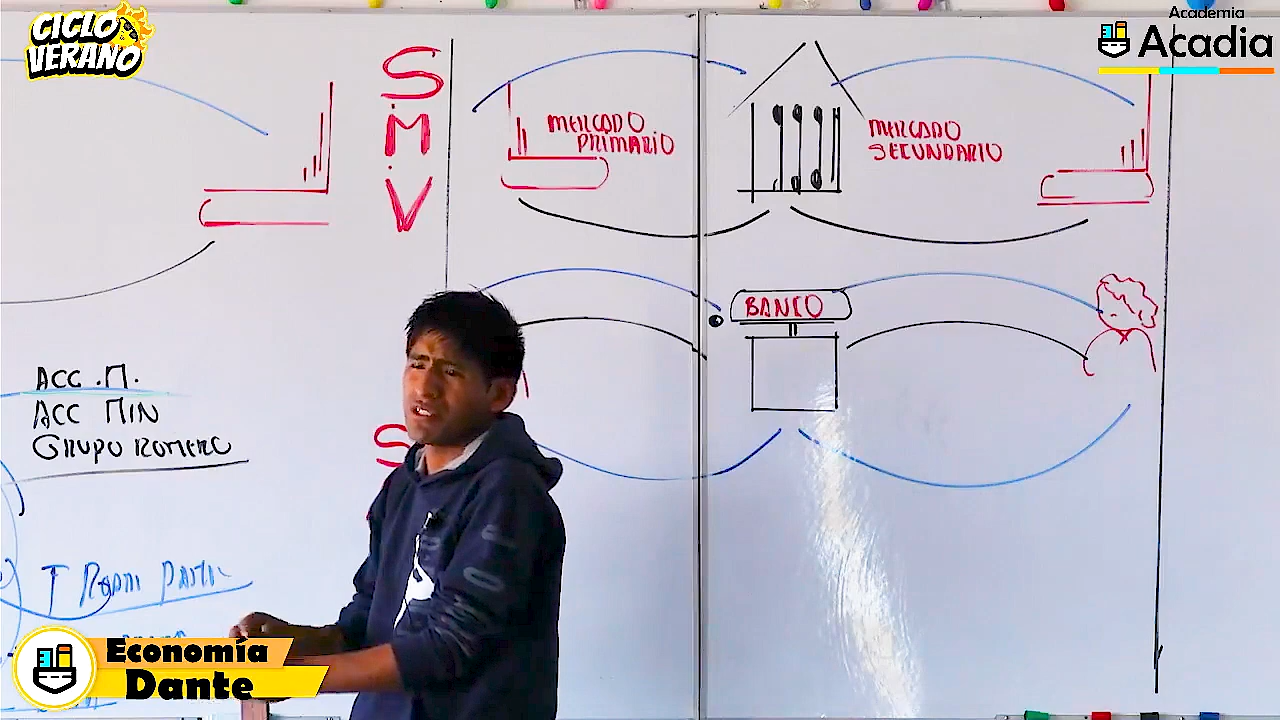 CICLO
VERANO
Academia
Acadia
S.
M.
V
MERCADO
PRIMARIO
MERCADO
SECUNDARIO
BANCO
ACC .M.
ACC MIN
GRUPO ROMERO
S
Economía
Dante